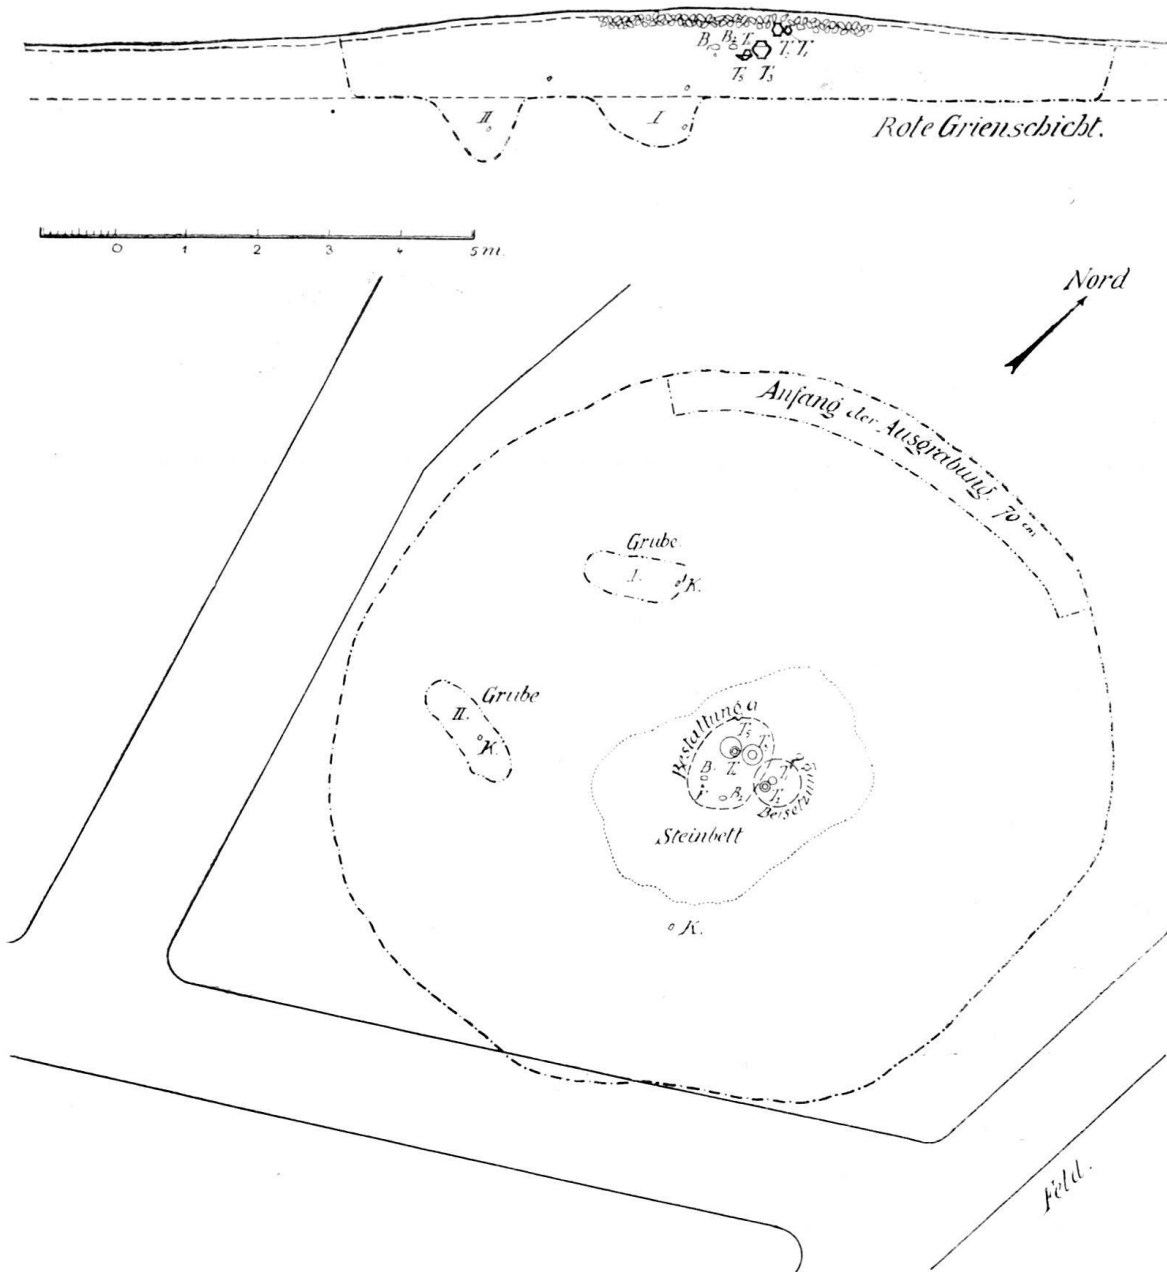 B₁ B₂ T₄
T₂ T₁
T₅ T₃
II I
Rote Grienschicht.
0 1 2 3 4 5 m.
Nord
Anfang der Ausgrabung. 70 cm
Grube.
I. K.
Grube
II. K.
Bestattung a
T₅ T₃
T₄
B. T₁
B₂ T₂
Beisetzung
Steinbett
K.
Feld.